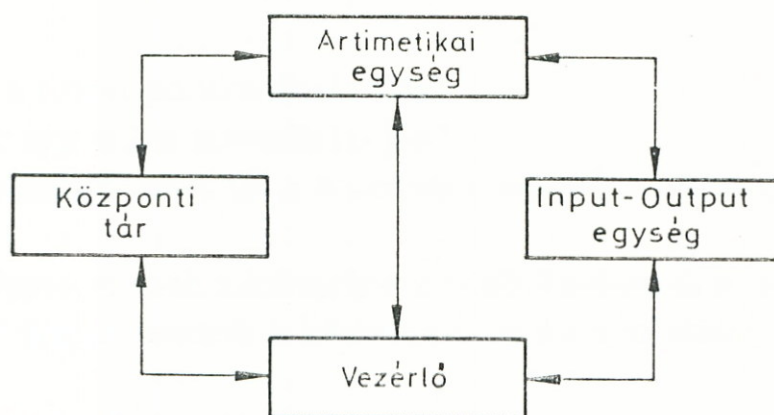 Artimetikai
egység
Központi
tár
Input-Output
egység
Vezérlő